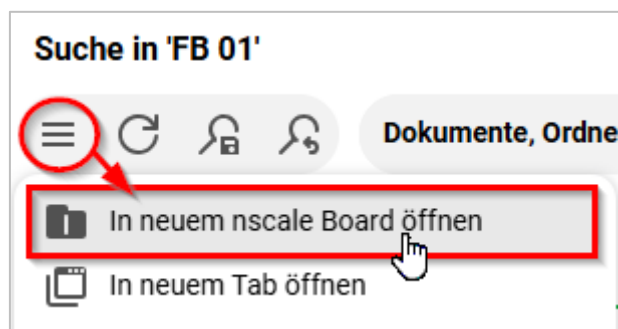 Suche in 'FB 01'
Dokumente, Ordne
In neuem nscale Board öffnen
In neuem Tab öffnen